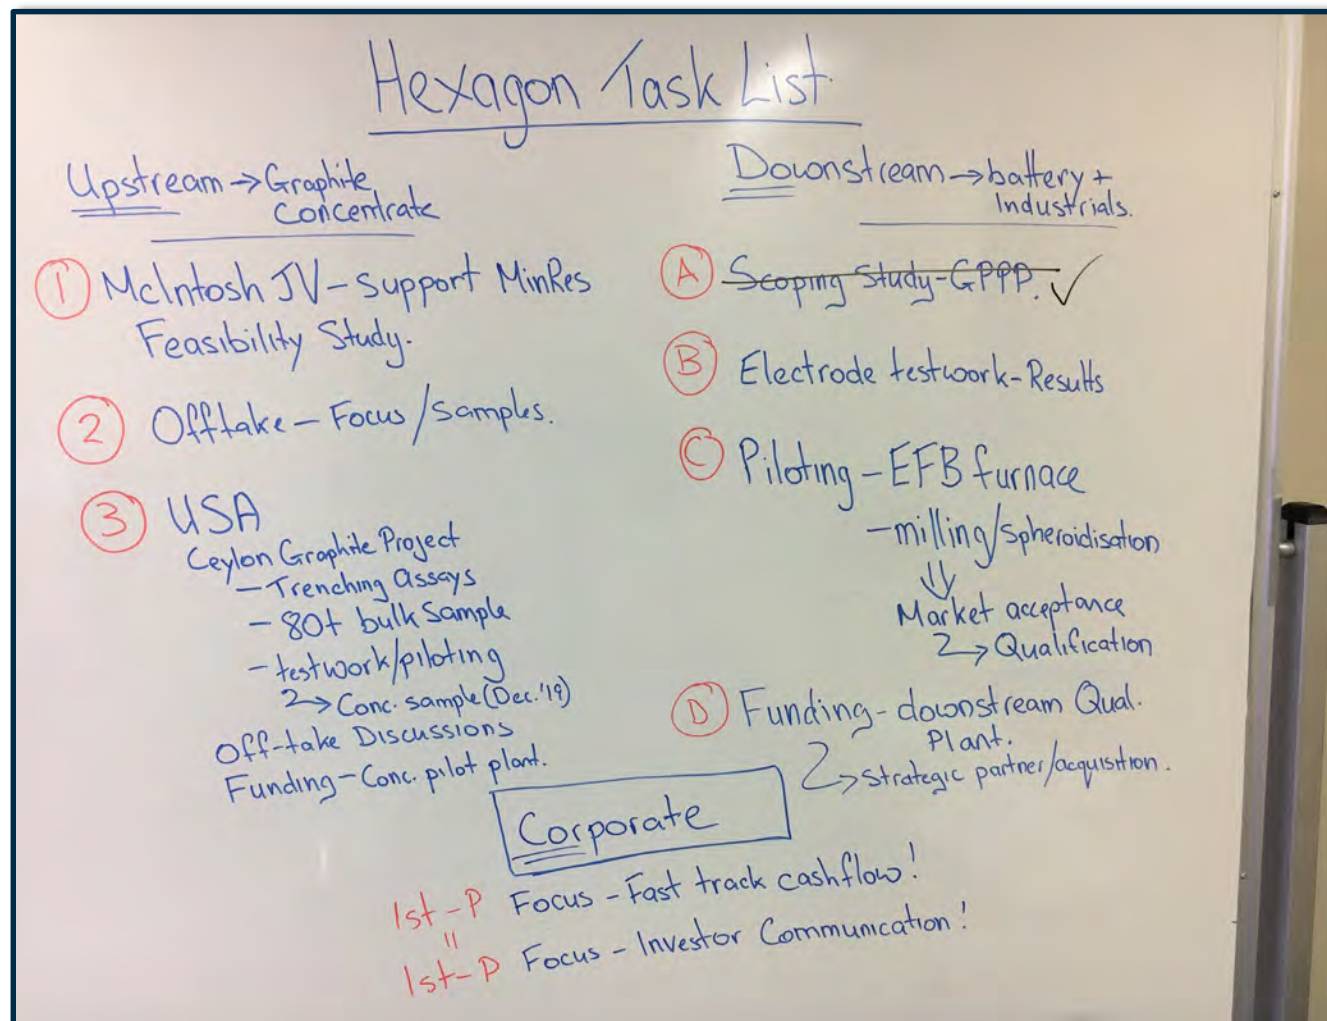 Hexagon Task List.
Upstream → Graphite
Concentrate
① McIntosh JV – Support MinRes
Feasibility Study.
② Offtake – Focus/samples.
③ USA
Ceylon Graphite Project
– Trenching assays
– 80t bulk sample
– testwork/piloting
→ Conc. sample (Dec. '19)
Off-take Discussions
Funding – Conc. pilot plant.
Downstream → battery +
Industrials.
Ⓐ Scoping Study – GPPP. ✓
Ⓑ Electrode testwork – Results
Ⓒ Piloting – EFB furnace
– milling/spheroidisation
⇓
Market acceptance
→ Qualification
Ⓓ Funding – downstream Qual.
Plant.
→ strategic partner/acquisition.
Corporate
1st – P Focus – Fast track cashflow!
=
1st – P Focus – Investor Communication!